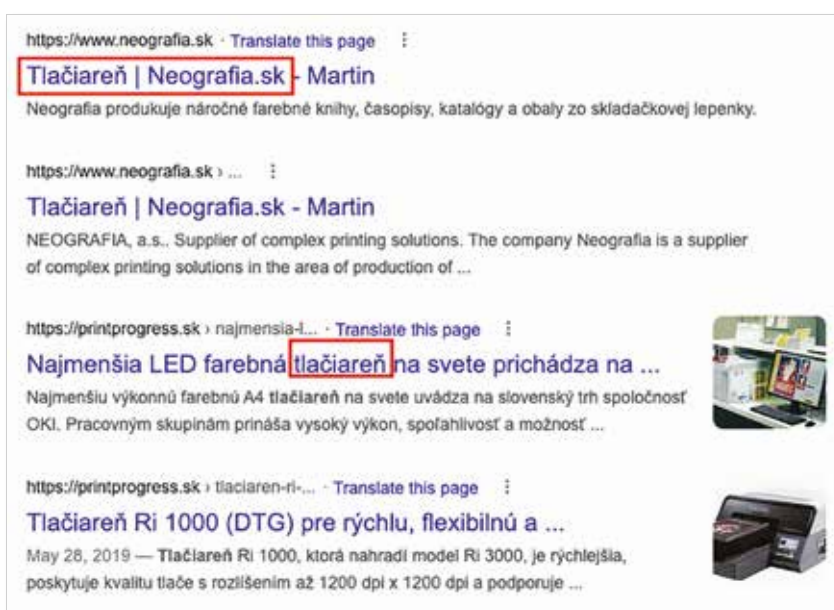 https://www.neografia.sk · Translate this page
Tlačiareň | Neografia.sk - Martin
Neografia produkuje náročné farebné knihy, časopisy, katalógy a obaly zo skladačkovej lepenky.
https://www.neografia.sk › ...
Tlačiareň | Neografia.sk - Martin
NEOGRAFIA, a.s.. Supplier of complex printing solutions. The company Neografia is a supplier
of complex printing solutions in the area of production of ...
https://printprogress.sk › najmensia-l... · Translate this page
Najmenšia LED farebná tlačiareň na svete prichádza na ...
Najmenšiu výkonnú farebnú A4 tlačiareň na svete uvádza na slovenský trh spoločnosť
OKI. Pracovným skupinám prináša vysoký výkon, spoľahlivosť a možnosť ...
https://printprogress.sk › tlaciaren-ri-... · Translate this page
Tlačiareň Ri 1000 (DTG) pre rýchlu, flexibilnú a ...
May 28, 2019 — Tlačiareň Ri 1000, ktorá nahradí model Ri 3000, je rýchlejšia,
poskytuje kvalitu tlače s rozlíšením až 1200 dpi x 1200 dpi a podporuje ...